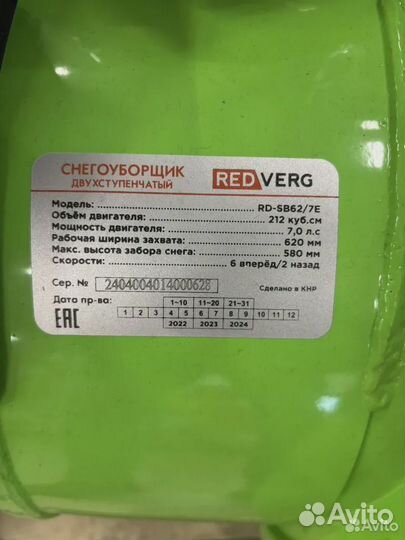 СНЕГОУБОРЩИК
ДВУХСТУПЕНЧАТЫЙ
REDVERG
Модель: RD-SB62/7E
Объём двигателя: 212 куб.см
Мощность двигателя: 7,0 л.с
Рабочая ширина захвата: 620 мм
Макс. высота забора снега: 580 мм
Скорости: 6 вперёд/2 назад
Сер. № 2404004014000628 Сделано в КНР
Дата пр-ва: 1-10 11-20 21-31
1 2 3 4 5 6 7 8 9 10 11 12
2022 2023 2024
EAC
Avito